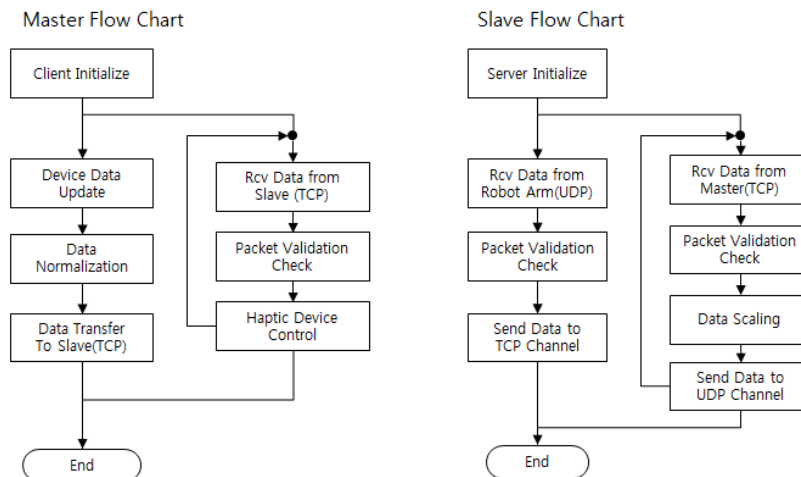 Master Flow Chart
Client Initialize
Device Data
Update
Data
Normalization
Data Transfer
To Slave(TCP)
Rcv Data from
Slave (TCP)
Packet Validation
Check
Haptic Device
Control
End
Slave Flow Chart
Server Initialize
Rcv Data from
Robot Arm(UDP)
Packet Validation
Check
Send Data to
TCP Channel
Rcv Data from
Master(TCP)
Packet Validation
Check
Data Scaling
Send Data to
UDP Channel
End